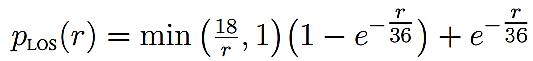 p_LOS(r) = min (18/r, 1)(1 − e^{−r/36}) + e^{−r/36}